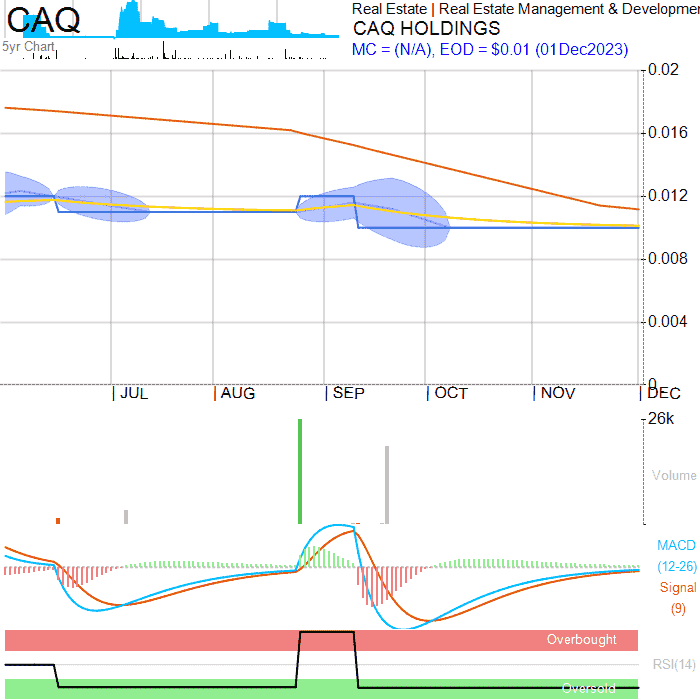 CAQ
Real Estate | Real Estate Management & Developmen
CAQ HOLDINGS
5yr Chart
MC = (N/A), EOD = $0.01 (01Dec2023)
0.02
0.016
0.012
0.008
0.004
0
JUL AUG SEP OCT NOV DEC
26k
Volume
MACD
(12-26)
Signal
(9)
Overbought
RSI(14)
Oversold